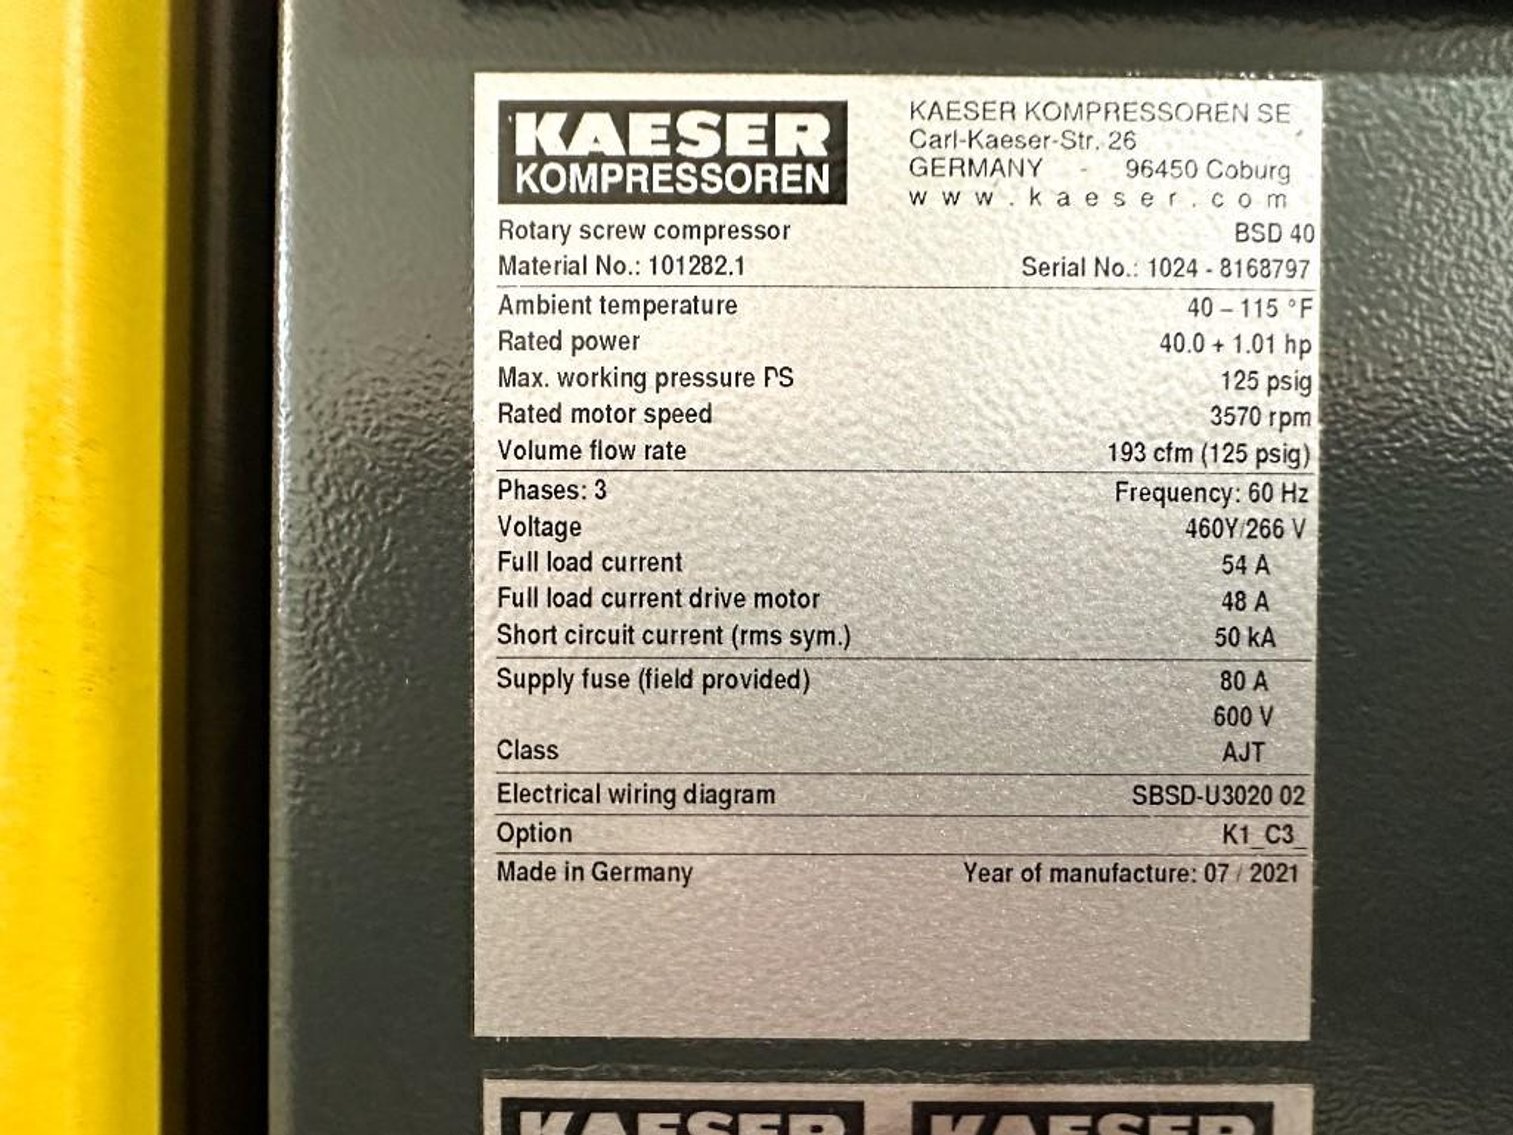 KAESER
KOMPRESSOREN
KAESER KOMPRESSOREN SE
Carl-Kaeser-Str. 26
GERMANY - 96450 Coburg
www.kaeser.com
Rotary screw compressor BSD 40
Material No.: 101282.1 Serial No.: 1024 - 8168797
Ambient temperature 40 – 115 °F
Rated power 40.0 + 1.01 hp
Max. working pressure PS 125 psig
Rated motor speed 3570 rpm
Volume flow rate 193 cfm (125 psig)
Phases: 3 Frequency: 60 Hz
Voltage 460Y/266 V
Full load current 54 A
Full load current drive motor 48 A
Short circuit current (rms sym.) 50 kA
Supply fuse (field provided) 80 A
600 V
Class AJT
Electrical wiring diagram SBSD-U3020 02
Option K1_C3_
Made in Germany Year of manufacture: 07 / 2021
KAESER KAESER